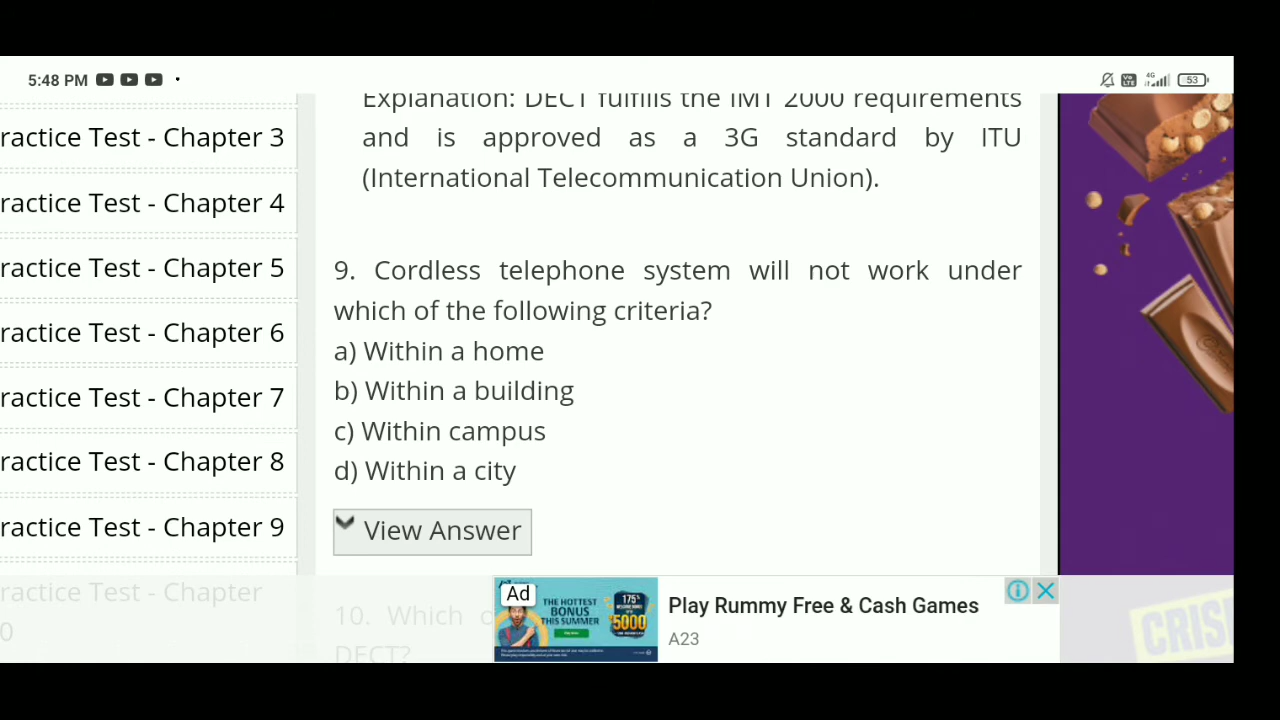 5:48 PM
4G
53
ractice Test - Chapter 3
ractice Test - Chapter 4
ractice Test - Chapter 5
ractice Test - Chapter 6
ractice Test - Chapter 7
ractice Test - Chapter 8
ractice Test - Chapter 9
ractice Test - Chapter
0
Explanation: DECT fulfills the IMT 2000 requirements
and is approved as a 3G standard by ITU
(International Telecommunication Union).
9. Cordless telephone system will not work under
which of the following criteria?
a) Within a home
b) Within a building
c) Within campus
d) Within a city
View Answer
10. Which
DECT?
Ad
THE HOTTEST
BONUS
THIS SUMMER
175%
5000
Play Rummy Free & Cash Games
A23
CRIS